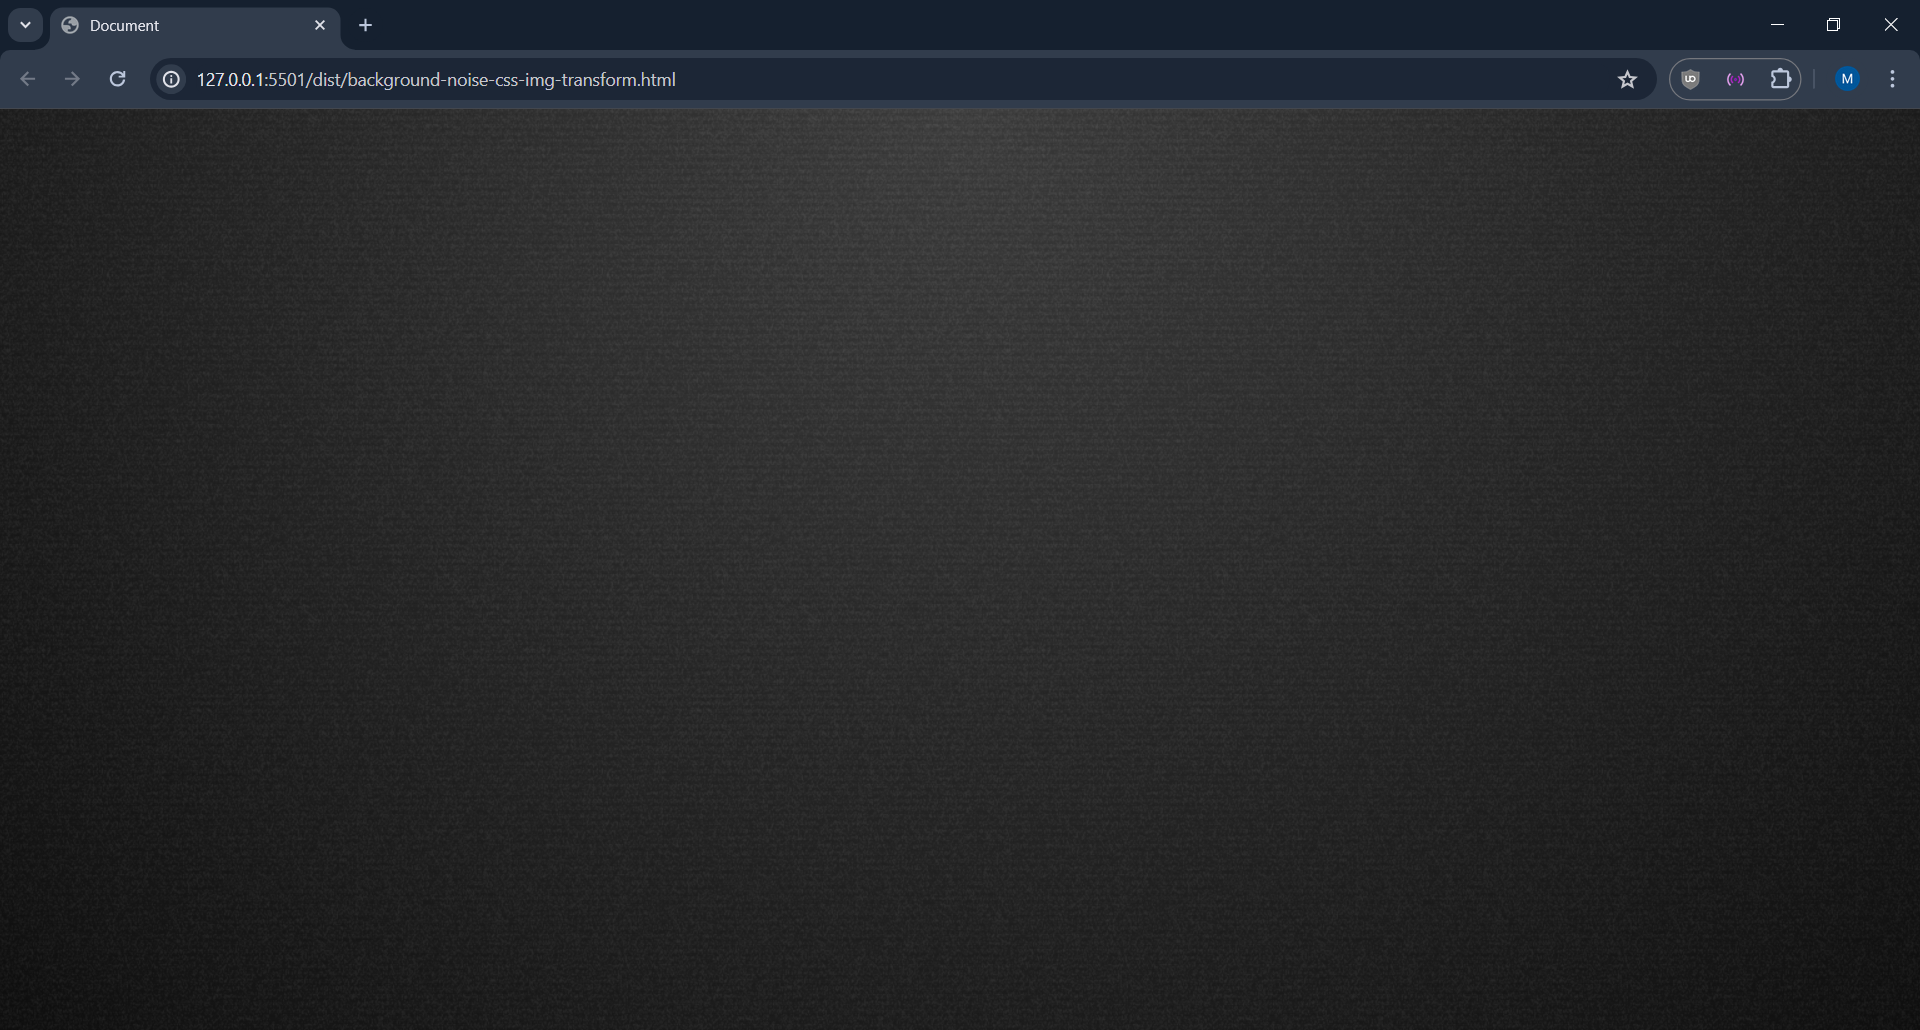 Document
127.0.0.1:5501/dist/background-noise-css-img-transform.html
M